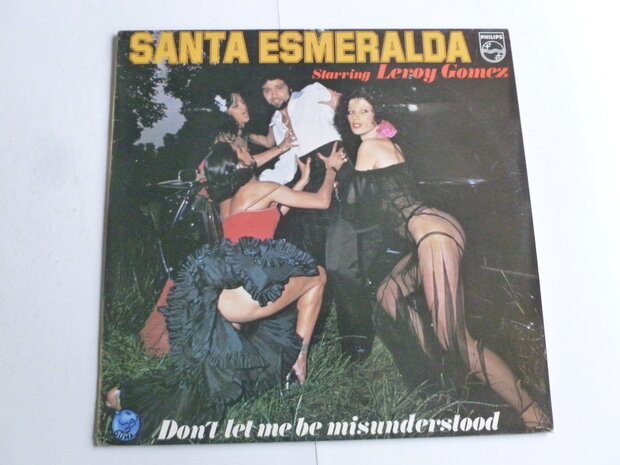 SANTA ESMERALDA
PHILIPS
Starring Leroy Gomez
Don't let me be misunderstood